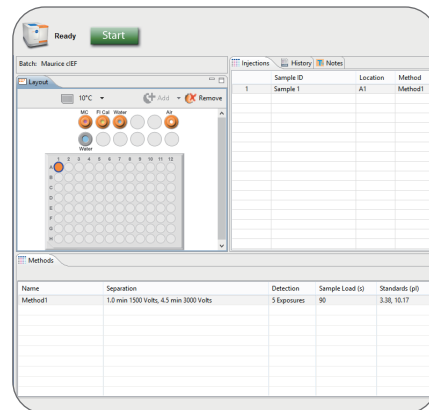 Ready
Start
Batch: Maurice cIEF
Layout
10°C
Add
Remove
MC
Fl Cal
Water
Air
Water
1 2 3 4 5 6 7 8 9 10 11 12
A
B
C
D
E
F
G
H
Injections
History
Notes
Sample ID Location Method
1 Sample 1 A1 Method1
Methods
Name Separation Detection Sample Load (s) Standards (pI)
Method1 1.0 min 1500 Volts, 4.5 min 3000 Volts 5 Exposures 90 3.38, 10.17